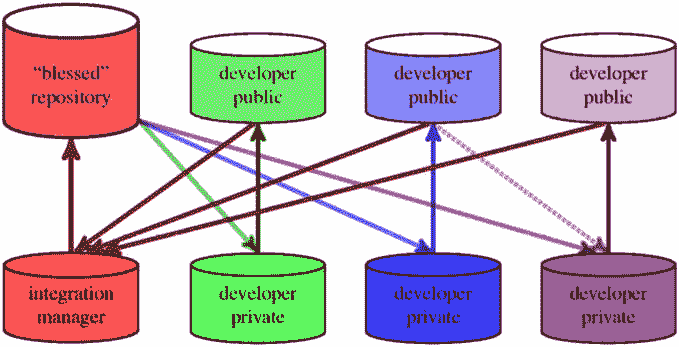 “blessed”
repository
developer
public
developer
public
developer
public
integration
manager
developer
private
developer
private
developer
private